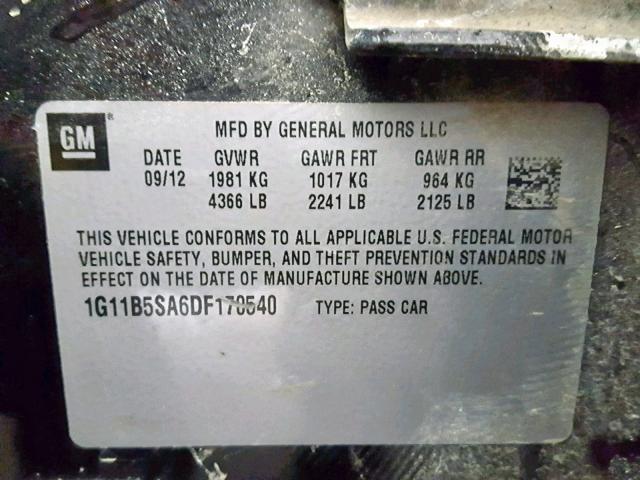 GM®
MFD BY GENERAL MOTORS LLC
DATE GVWR GAWR FRT GAWR RR
09/12 1981 KG 1017 KG 964 KG
4366 LB 2241 LB 2125 LB
THIS VEHICLE CONFORMS TO ALL APPLICABLE U.S. FEDERAL MOTOR
VEHICLE SAFETY, BUMPER, AND THEFT PREVENTION STANDARDS IN
EFFECT ON THE DATE OF MANUFACTURE SHOWN ABOVE.
1G11B5SA6DF170540 TYPE: PASS CAR